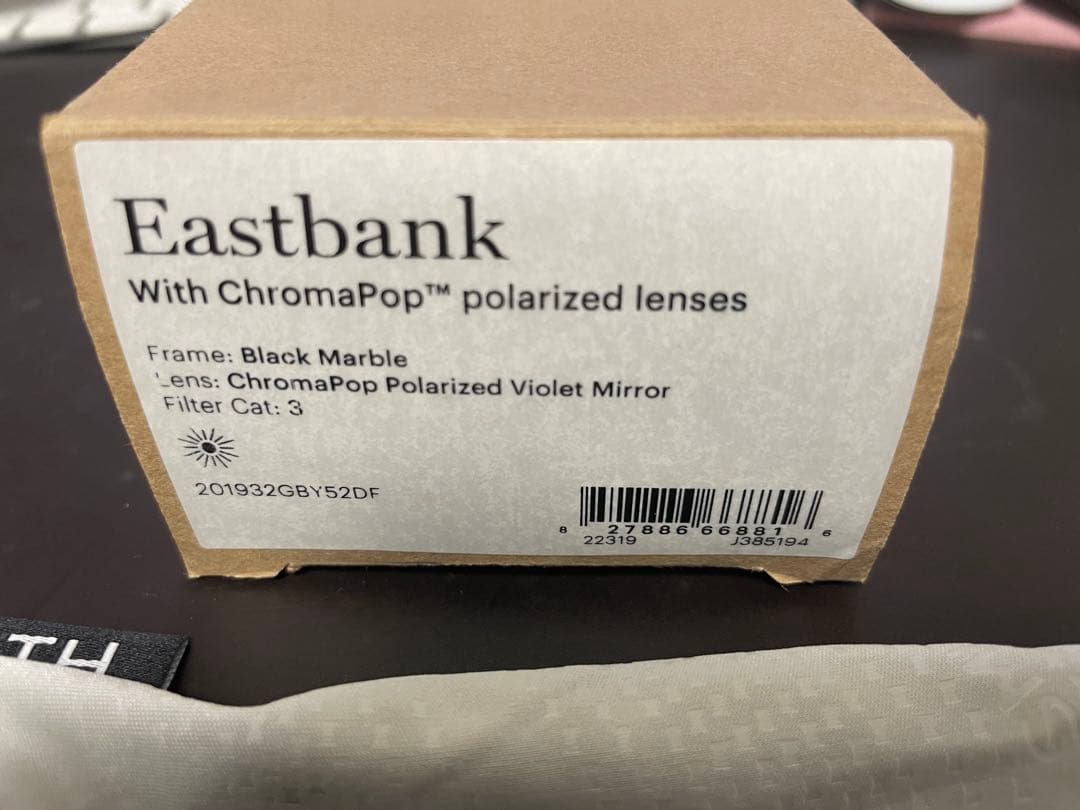 Eastbank
With ChromaPop™ polarized lenses
Frame: Black Marble
Lens: ChromaPop Polarized Violet Mirror
Filter Cat: 3
201932GBY52DF
8 27886 66881 6
22319 J385194
TH